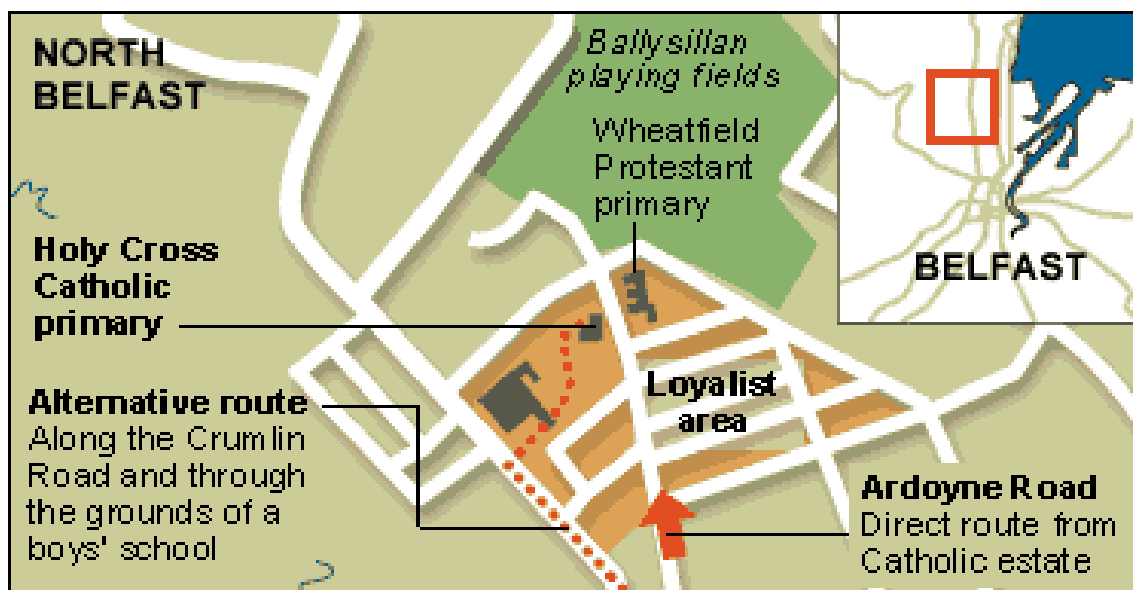 NORTH
BELFAST
Ballysillan
playing fields
Wheatfield
Protestant
primary
BELFAST
Holy Cross
Catholic
primary
Alternative route
Along the Crumlin
Road and through
the grounds of a
boys' school
Loyalist
area
Ardoyne Road
Direct route from
Catholic estate